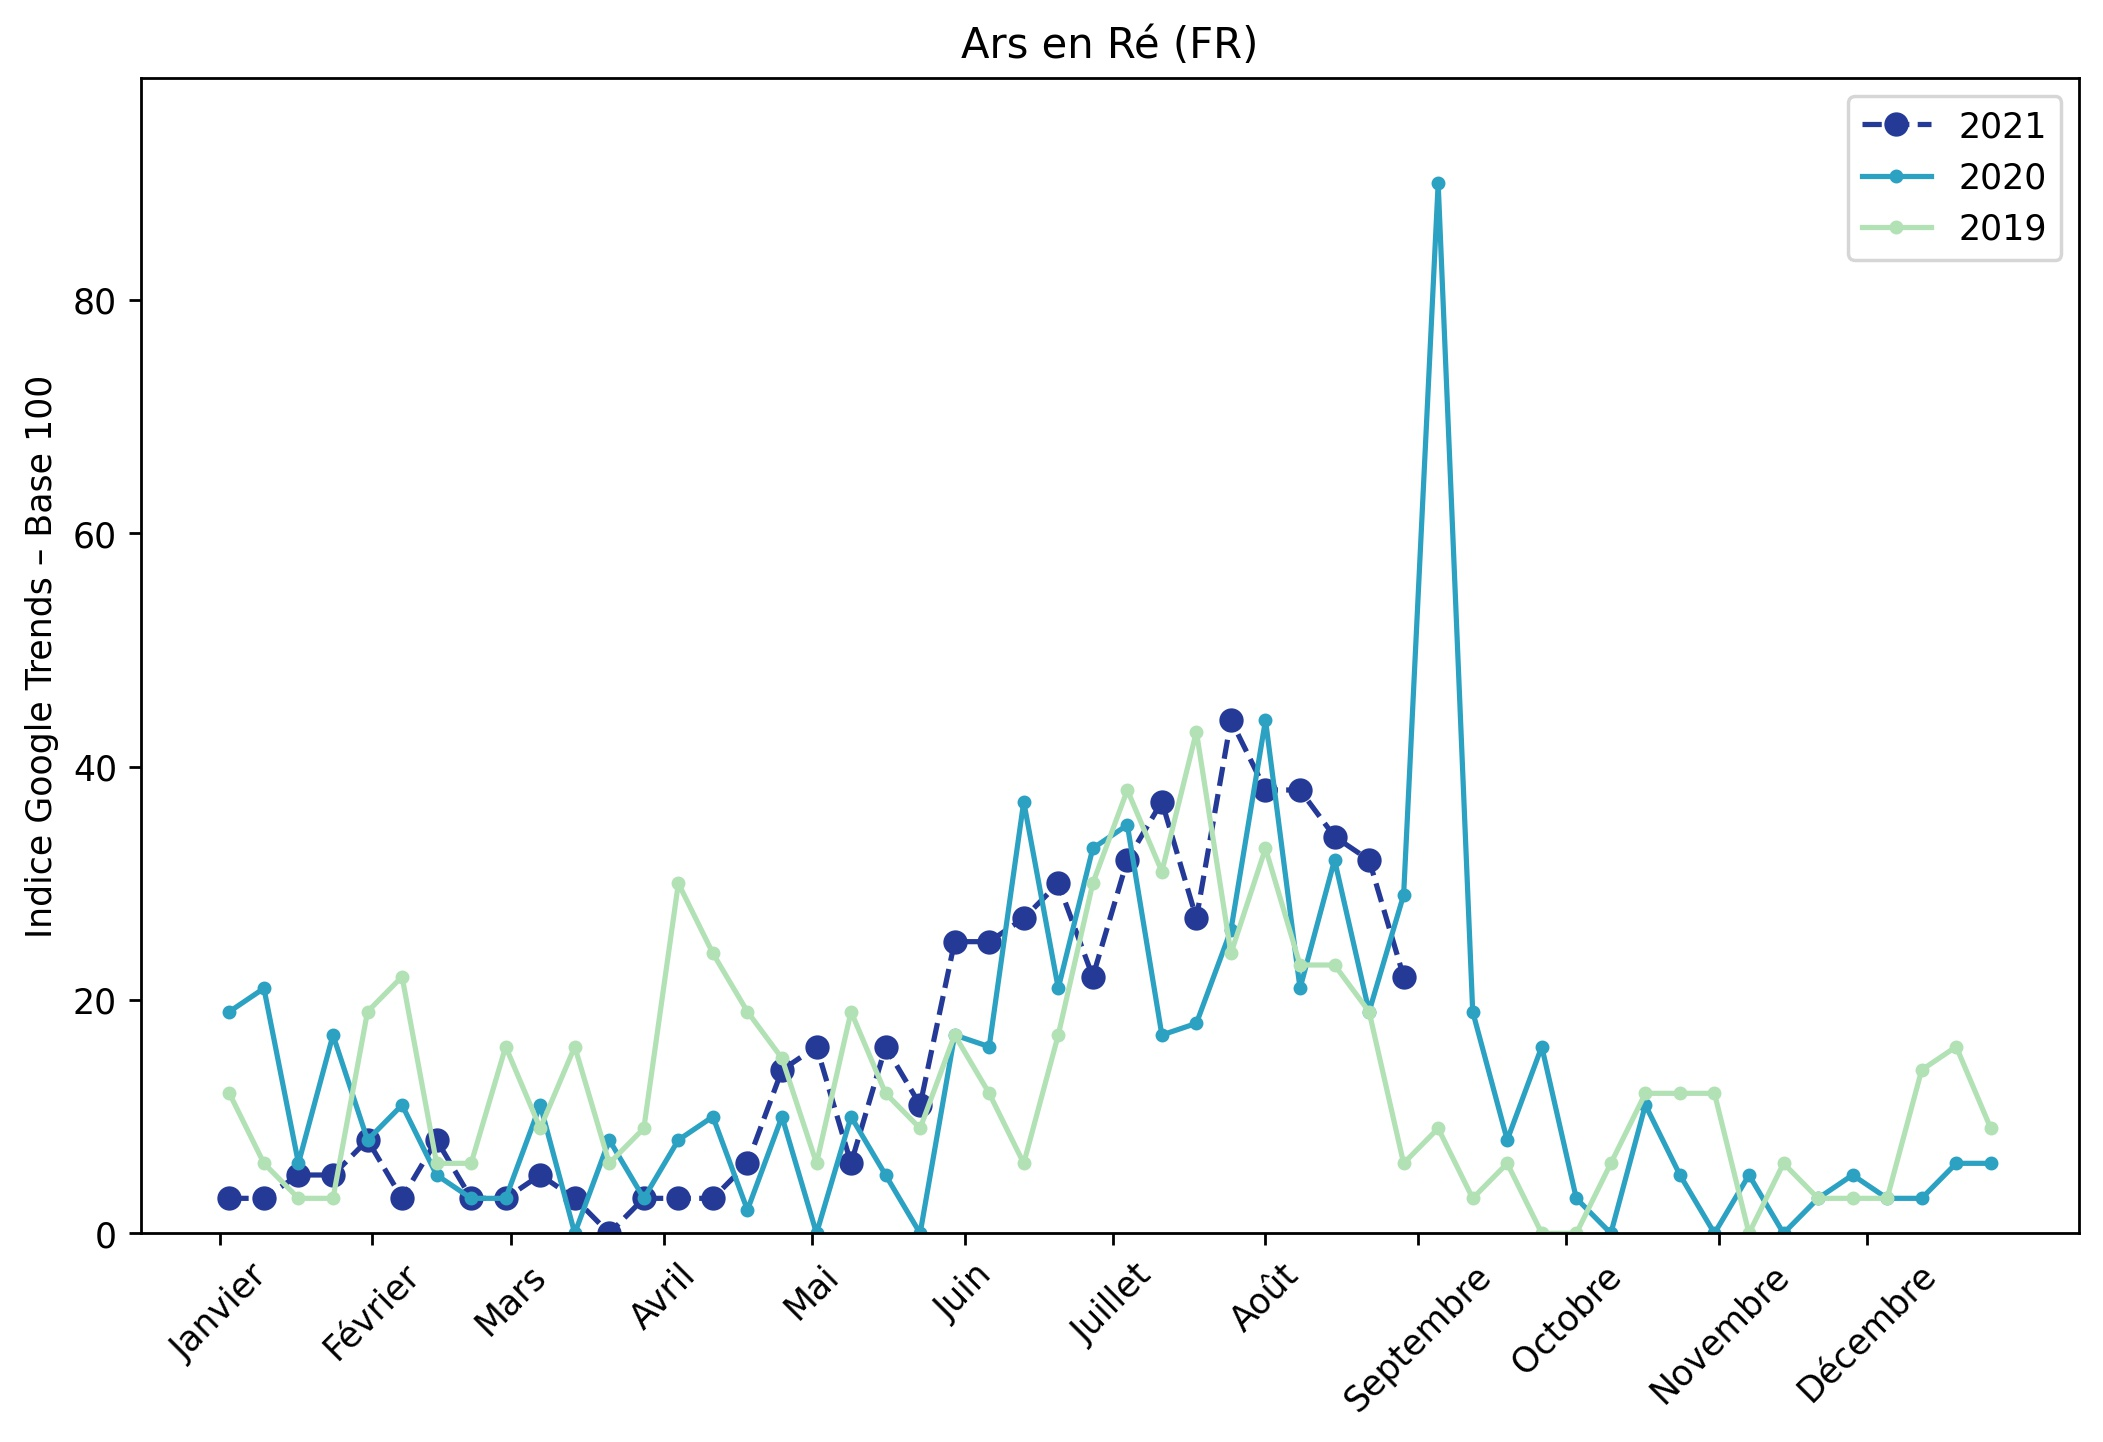 Ars en Ré (FR)
2021
2020
2019
Indice Google Trends – Base 100
80
60
40
20
0
Janvier
Février
Mars
Avril
Mai
Juin
Juillet
Août
Septembre
Octobre
Novembre
Décembre